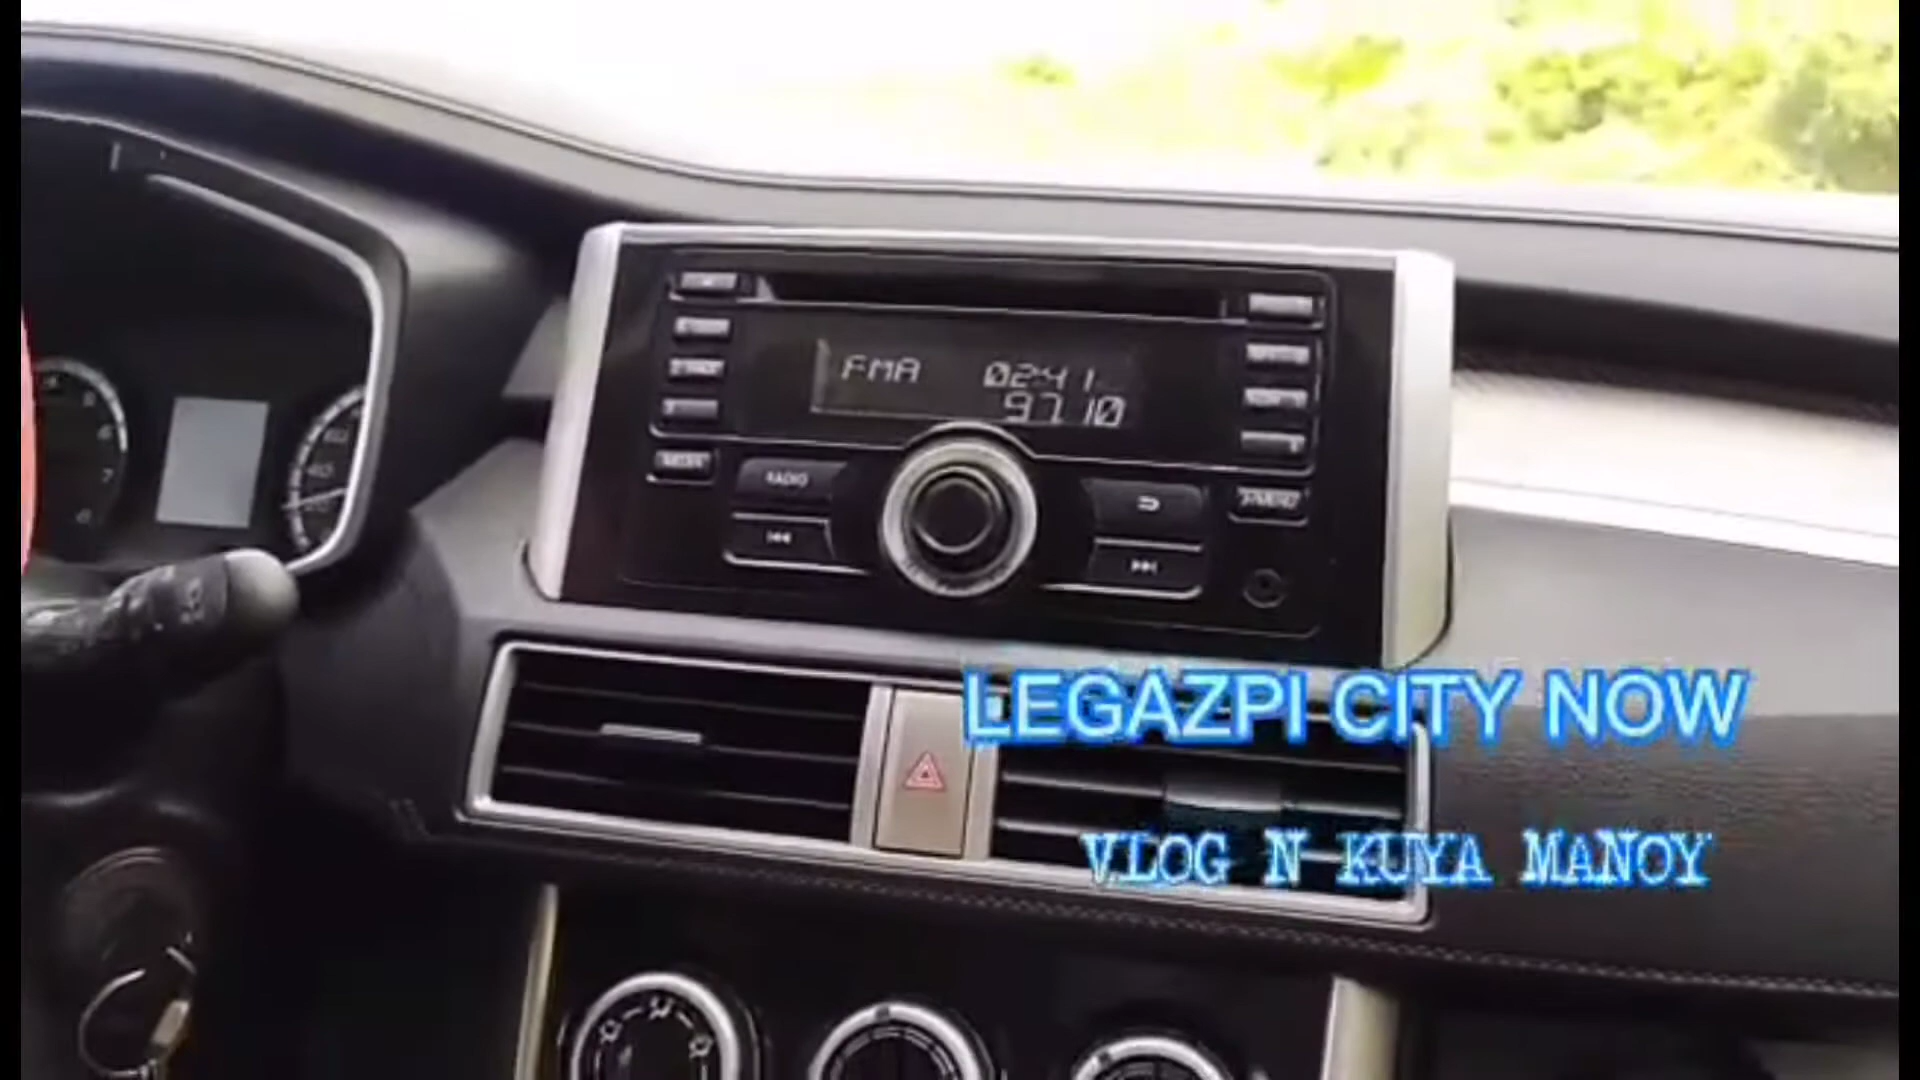 FMA 02:41
97.10
RADIO
LEGAZPI CITY NOW
VLOG N KUYA MANOY